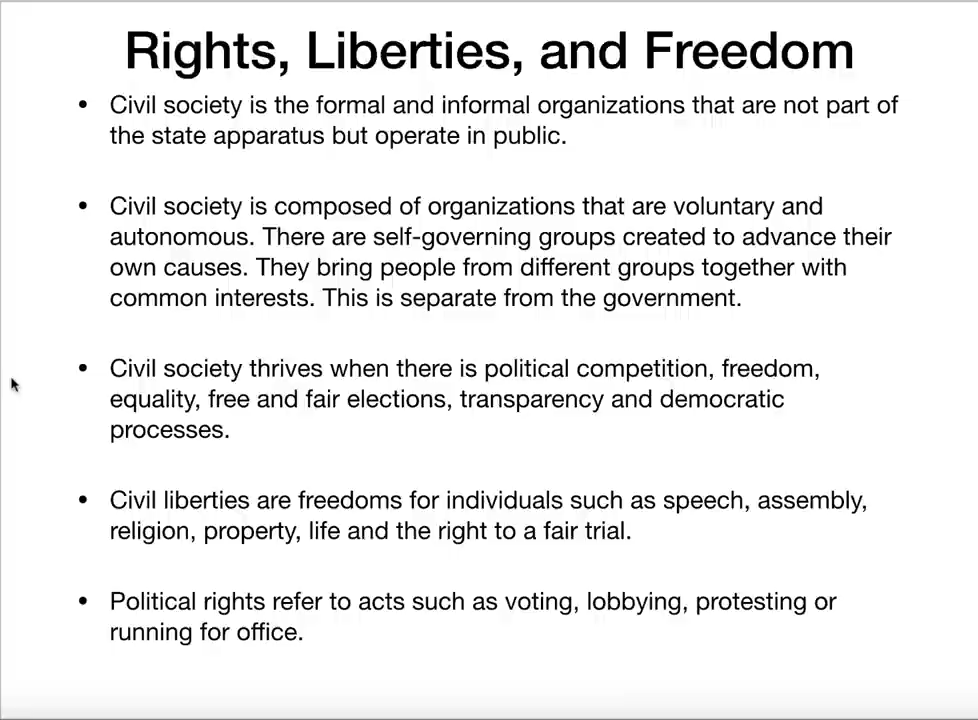 Rights, Liberties, and Freedom
• Civil society is the formal and informal organizations that are not part of
the state apparatus but operate in public.
• Civil society is composed of organizations that are voluntary and
autonomous. There are self-governing groups created to advance their
own causes. They bring people from different groups together with
common interests. This is separate from the government.
• Civil society thrives when there is political competition, freedom,
equality, free and fair elections, transparency and democratic
processes.
• Civil liberties are freedoms for individuals such as speech, assembly,
religion, property, life and the right to a fair trial.
• Political rights refer to acts such as voting, lobbying, protesting or
running for office.